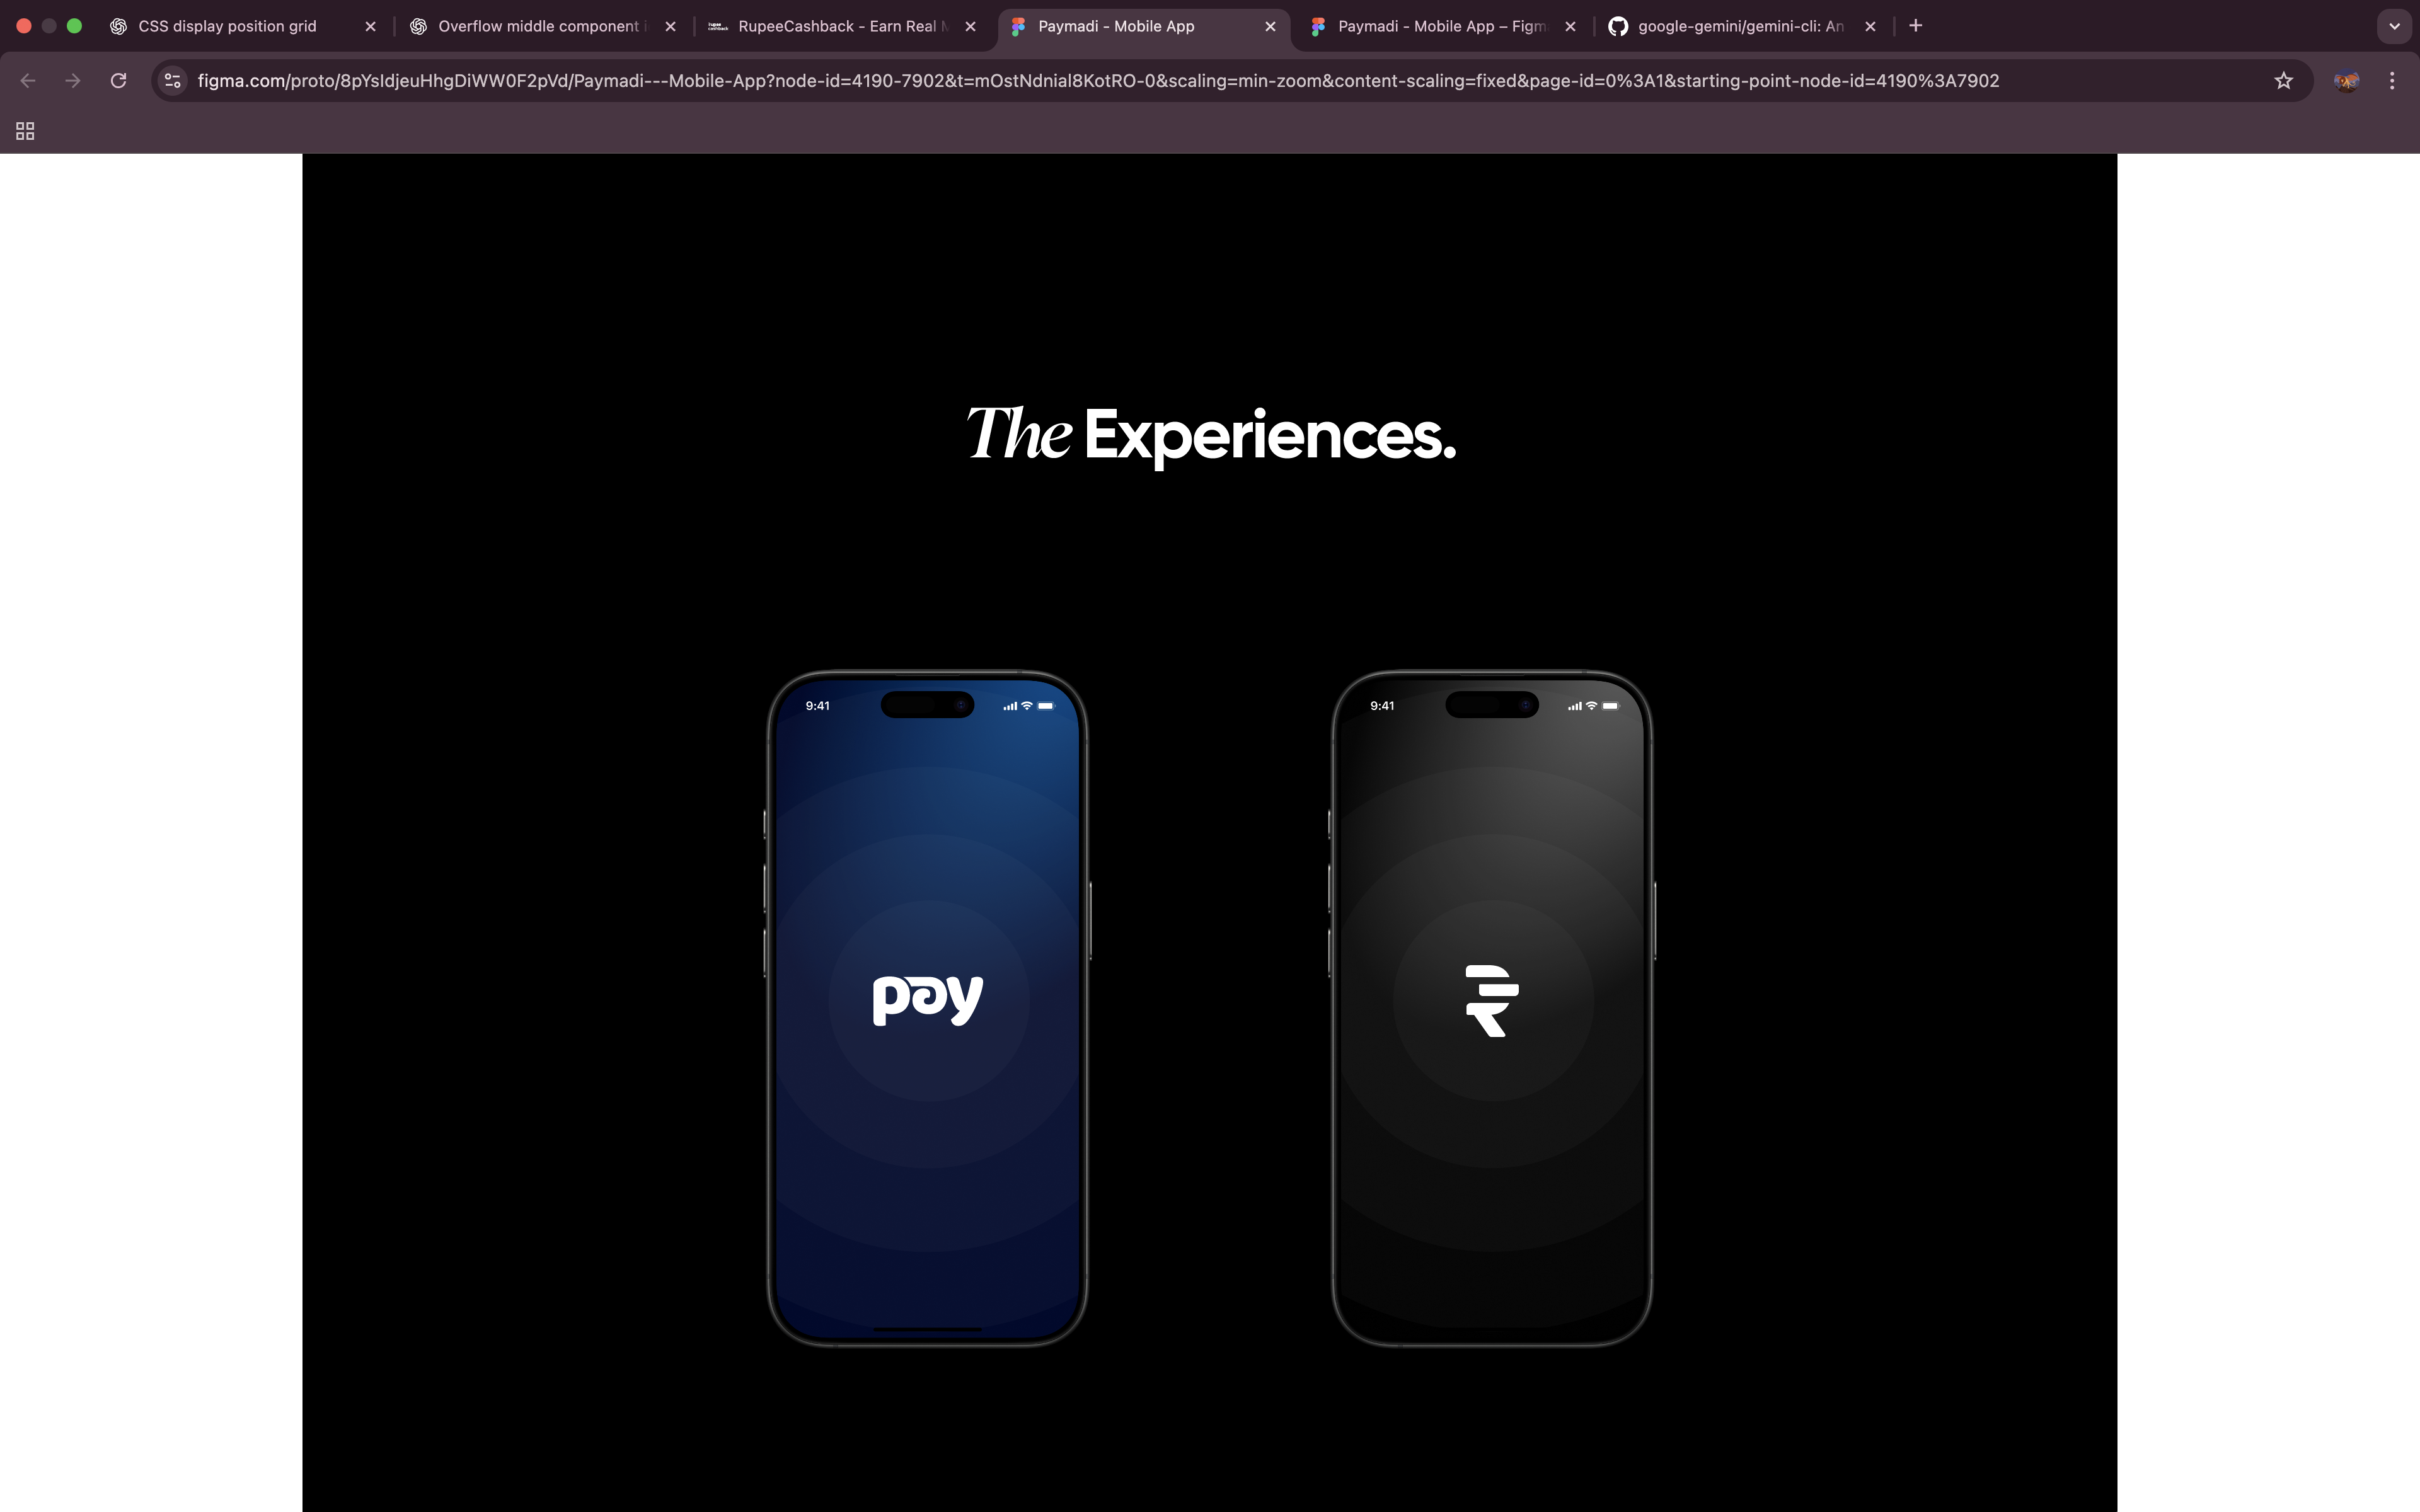 CSS display position grid
Overflow middle component i
RupeeCashback - Earn Real M
Paymadi - Mobile App
Paymadi - Mobile App – Figm
google-gemini/gemini-cli: An
figma.com/proto/8pYsIdjeuHhgDiWW0F2pVd/Paymadi---Mobile-App?node-id=4190-7902&t=mOstNdnial8KotRO-0&scaling=min-zoom&content-scaling=fixed&page-id=0%3A1&starting-point-node-id=4190%3A7902
The Experiences.
9:41
pay
9:41
R